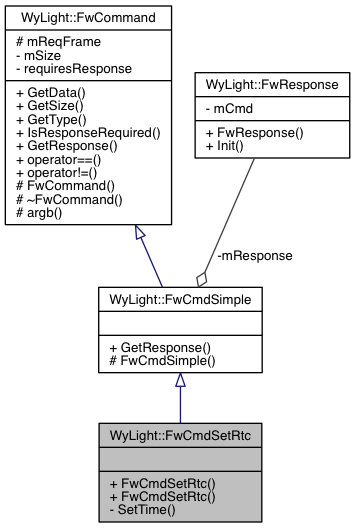 WyLight::FwCommand
# mReqFrame
- mSize
- requiresResponse
+ GetData()
+ GetSize()
+ GetType()
+ IsResponseRequired()
+ GetResponse()
+ operator==()
+ operator!=()
# FwCommand()
# ~FwCommand()
# argb()
WyLight::FwResponse
- mCmd
+ FwResponse()
+ Init()
-mResponse
WyLight::FwCmdSimple
+ GetResponse()
# FwCmdSimple()
WyLight::FwCmdSetRtc
+ FwCmdSetRtc()
+ FwCmdSetRtc()
- SetTime()